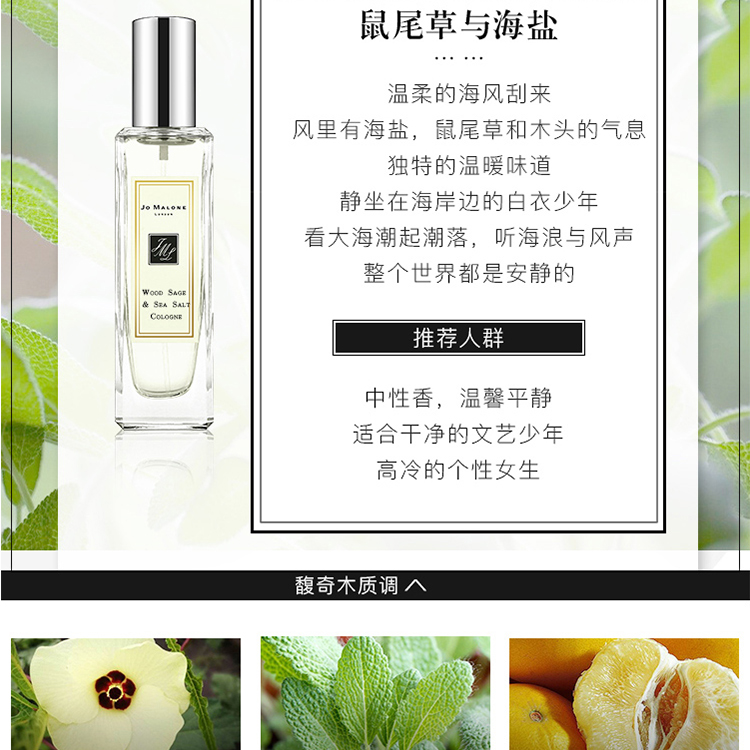 鼠尾草与海盐
... ...
温柔的海风刮来
风里有海盐，鼠尾草和木头的气息
独特的温暖味道
静坐在海岸边的白衣少年
看大海潮起潮落，听海浪与风声
整个世界都是安静的
推荐人群
中性香，温馨平静
适合干净的文艺少年
高冷的个性女生
JO MALONE
LONDON
JML
WOOD SAGE
& SEA SALT
COLOGNE
馥奇木质调